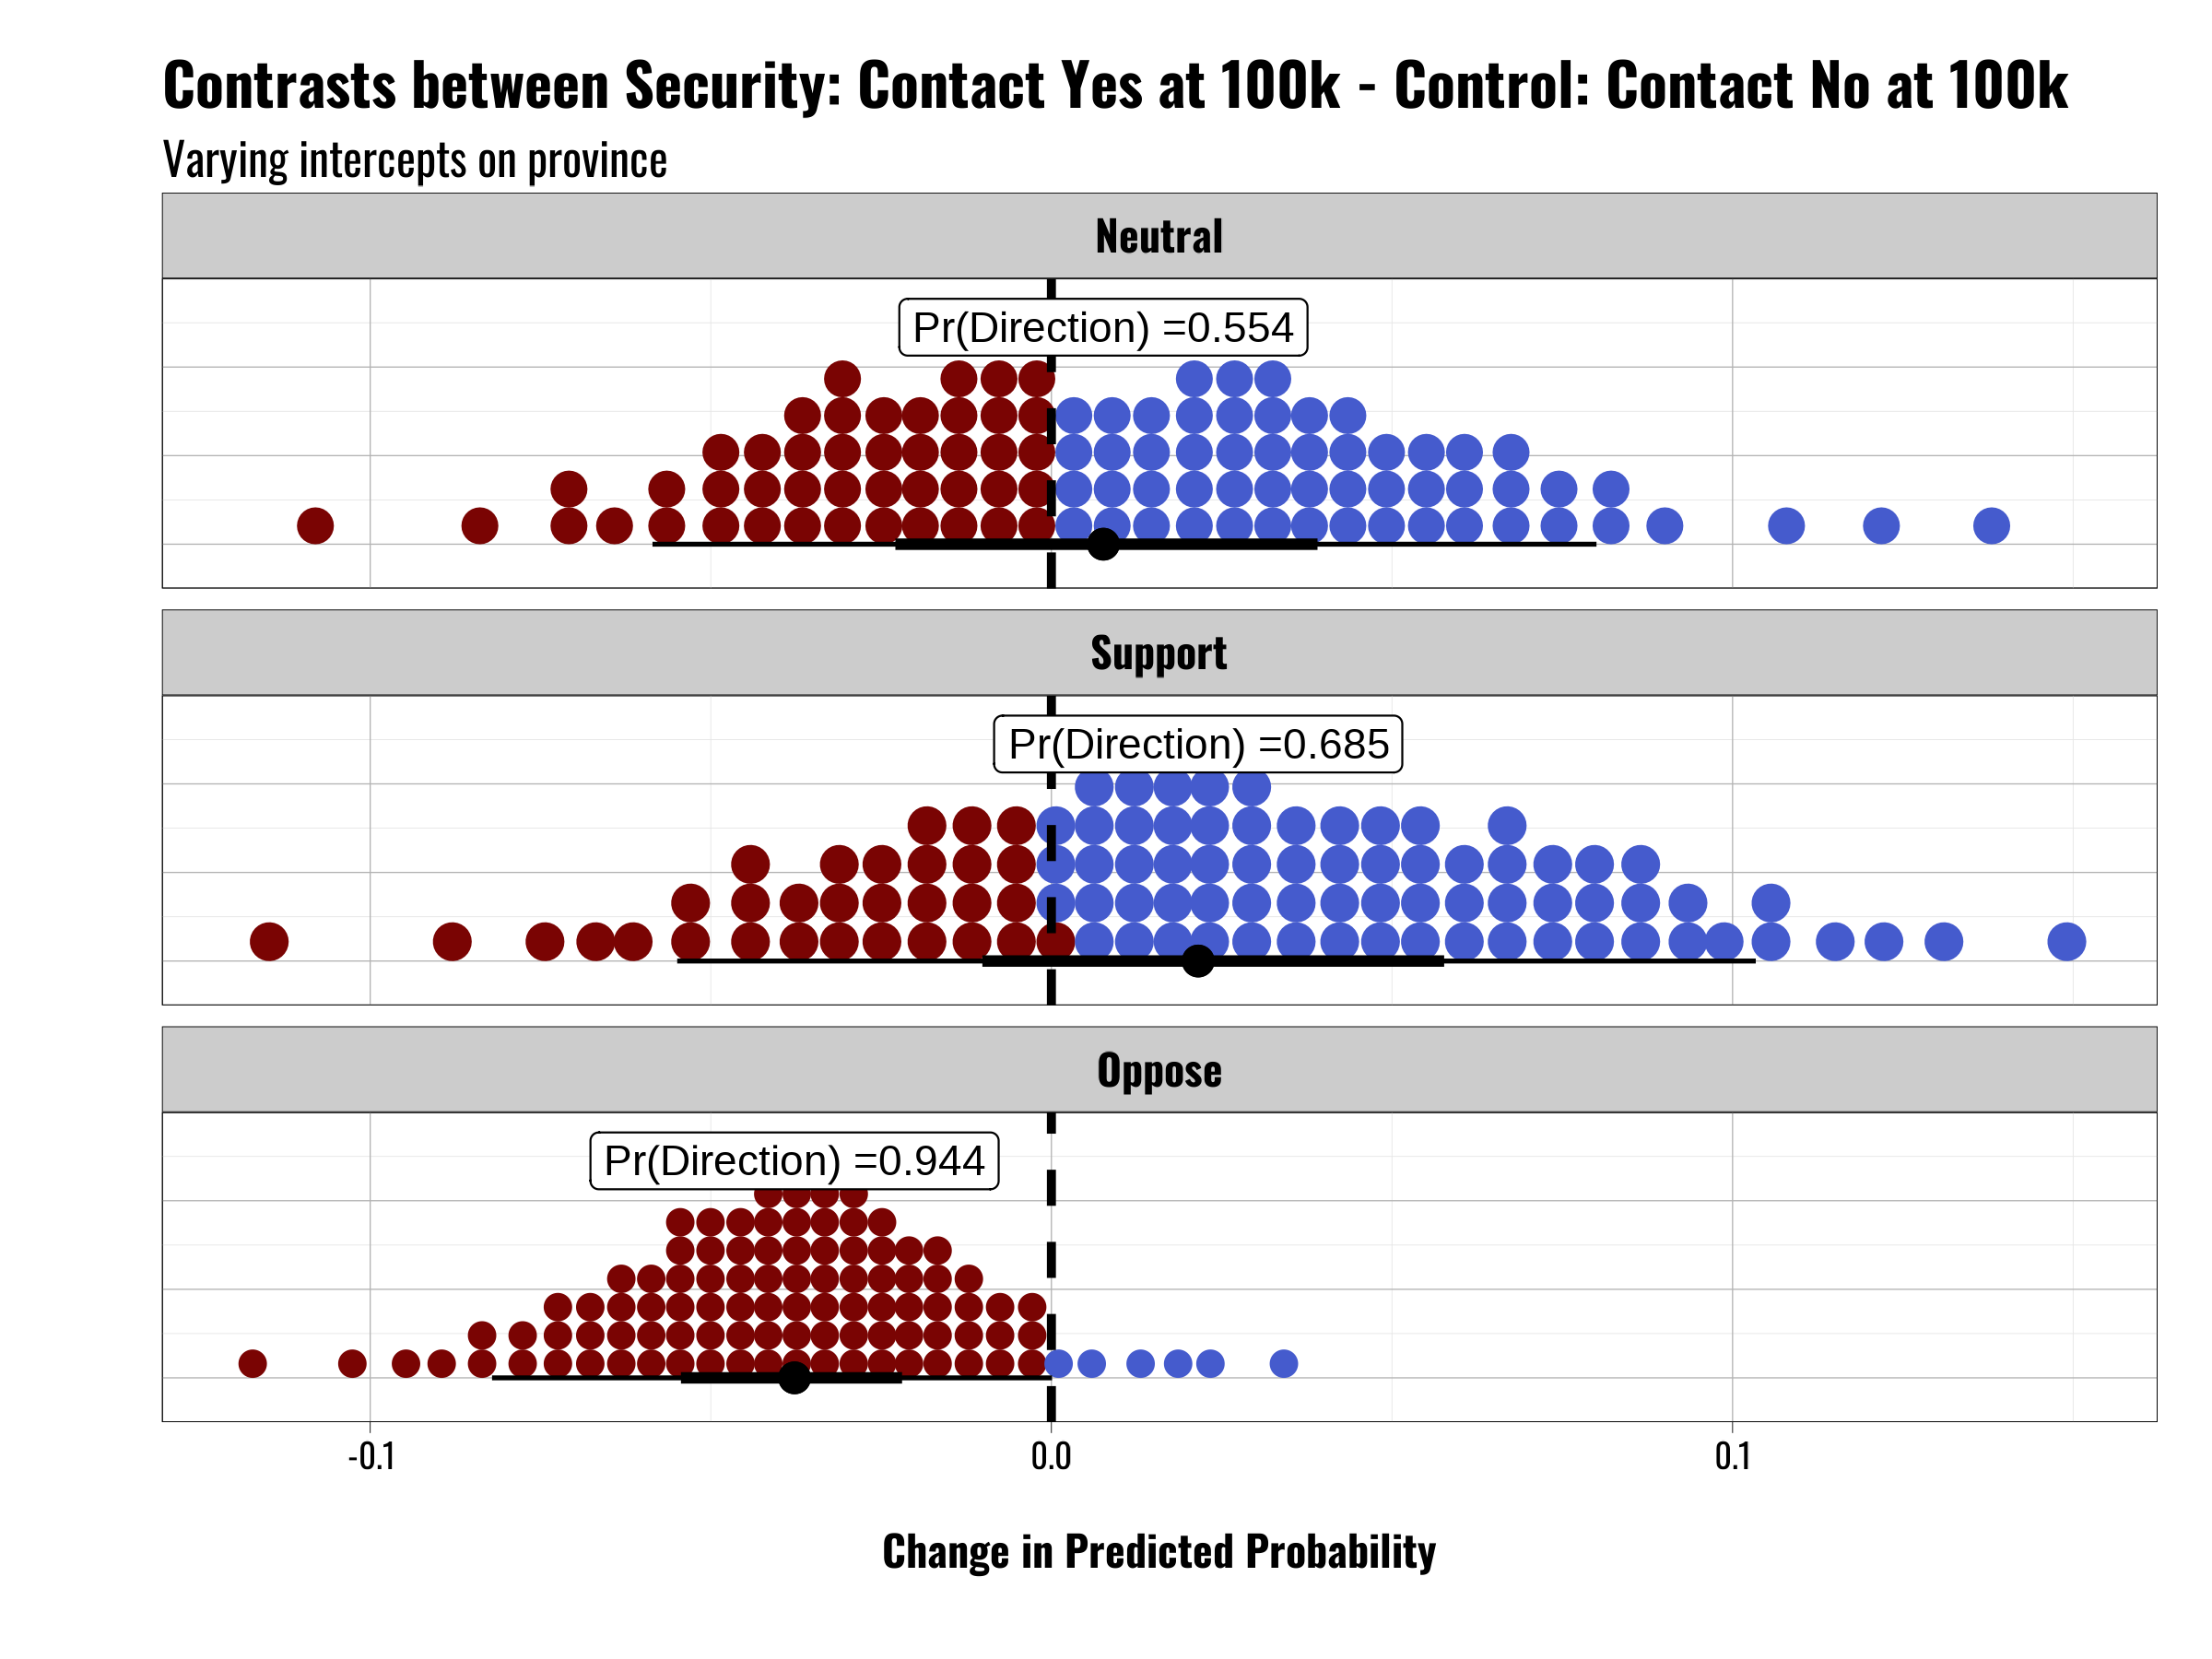 Contrasts between Security: Contact Yes at 100k - Control: Contact No at 100k
Varying intercepts on province
Neutral
Pr(Direction) =0.554
Support
Pr(Direction) =0.685
Oppose
Pr(Direction) =0.944
-0.1 0.0 0.1
Change in Predicted Probability